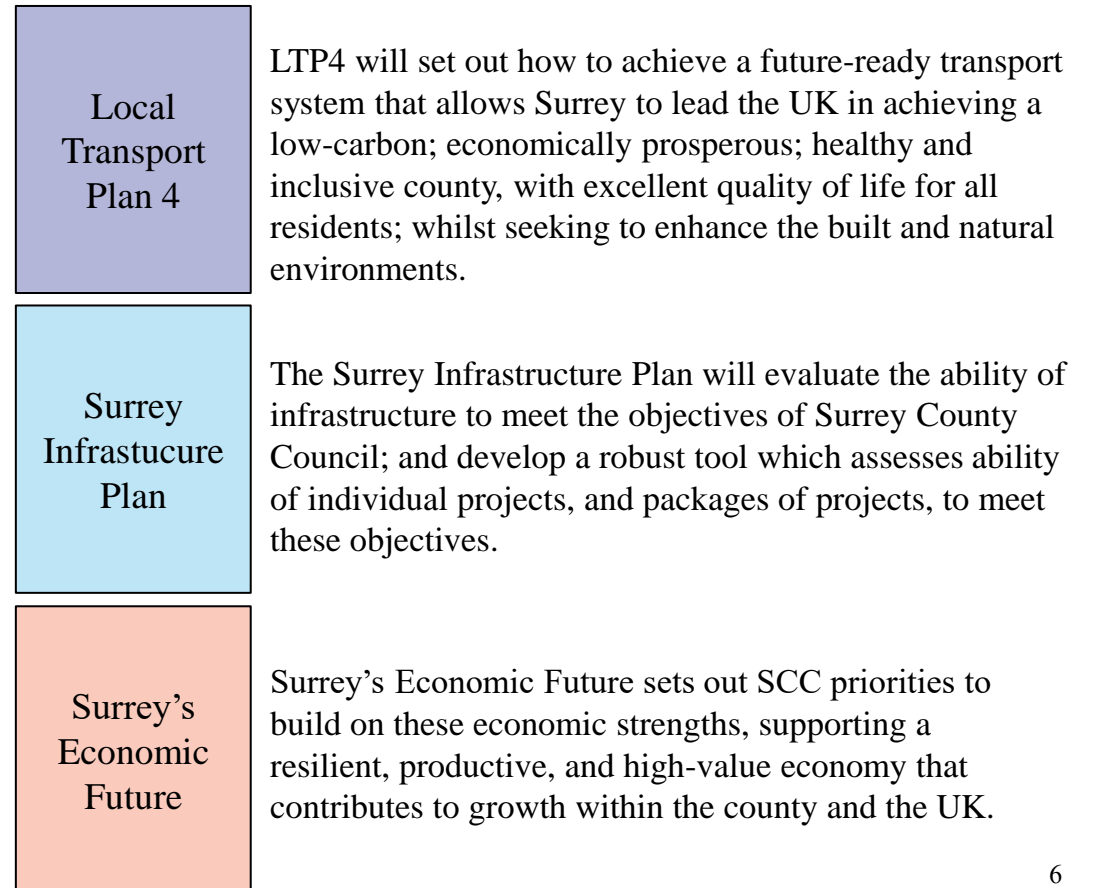 Local
Transport
Plan 4
LTP4 will set out how to achieve a future-ready transport
system that allows Surrey to lead the UK in achieving a
low-carbon; economically prosperous; healthy and
inclusive county, with excellent quality of life for all
residents; whilst seeking to enhance the built and natural
environments.
Surrey
Infrastucure
Plan
The Surrey Infrastructure Plan will evaluate the ability of
infrastructure to meet the objectives of Surrey County
Council; and develop a robust tool which assesses ability
of individual projects, and packages of projects, to meet
these objectives.
Surrey’s
Economic
Future
Surrey’s Economic Future sets out SCC priorities to
build on these economic strengths, supporting a
resilient, productive, and high-value economy that
contributes to growth within the county and the UK.
6